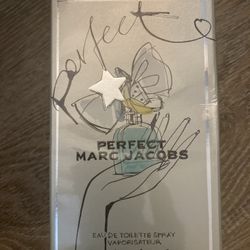 Perfect
PERFECT
MARC JACOBS
EAU DE TOILETTE SPRAY
VAPORISATEUR